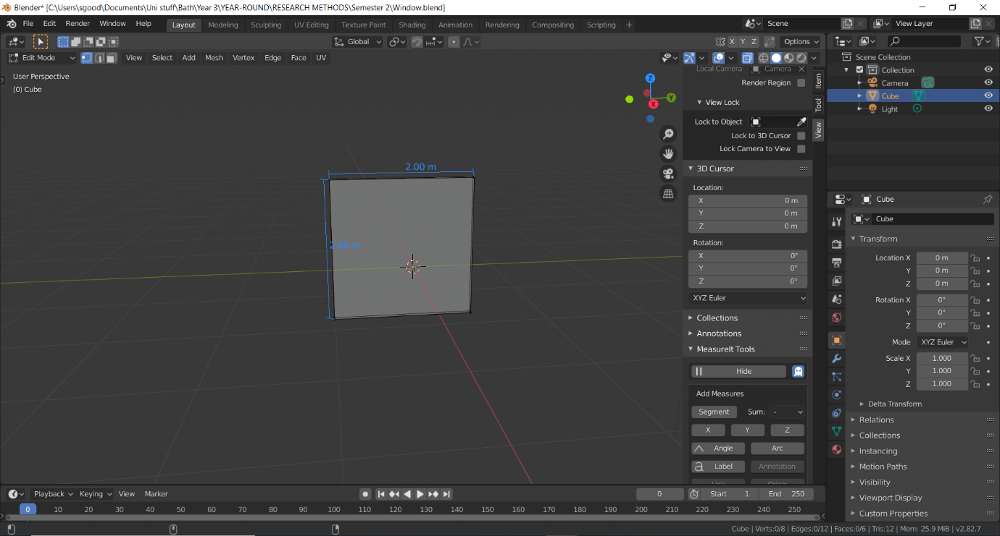 Blender* [C:\Users\sgood\Documents\Uni stuff\Bath\Year 3\YEAR-ROUND\RESEARCH METHODS\Semester 2\Window.blend]
File Edit Render Window Help Layout Modeling Sculpting UV Editing Texture Paint Shading Animation Rendering Compositing Scripting + Scene View Layer
Global X Y Z Options
Edit Mode View Select Add Mesh Vertex Edge Face UV
User Perspective
(0) Cube
Z
Y
X
2.00 m
2.00 m
Local Camera Camera
Render Region
View Lock
Lock to Object
Lock to 3D Cursor
Lock Camera to View
3D Cursor
Location:
X 0 m
Y 0 m
Z 0 m
Rotation:
X 0°
Y 0°
Z 0°
XYZ Euler
Collections
Annotations
MeasureIt Tools
Hide
Add Measures
Segment Sum: -
X Y Z
Angle Arc
a Label Annotation
Link Origin
Item
Tool
View
Scene Collection
Collection
Camera
Cube
Light
Cube
Cube
Transform
Location X 0 m
Y 0 m
Z 0 m
Rotation X 0°
Y 0°
Z 0°
Mode XYZ Euler
Scale X 1.000
Y 1.000
Z 1.000
Delta Transform
Relations
Collections
Instancing
Motion Paths
Visibility
Viewport Display
Custom Properties
Playback Keying View Marker 0 Start 1 End 250
0 10 20 30 40 50 60 70 80 90 100 110 120 130 140 150 160 170 180 190 200 210 220 230 240 250
Cube | Verts:0/8 | Edges:0/12 | Faces:0/6 | Tris:12 | Mem: 25.9 MiB | v2.82.7